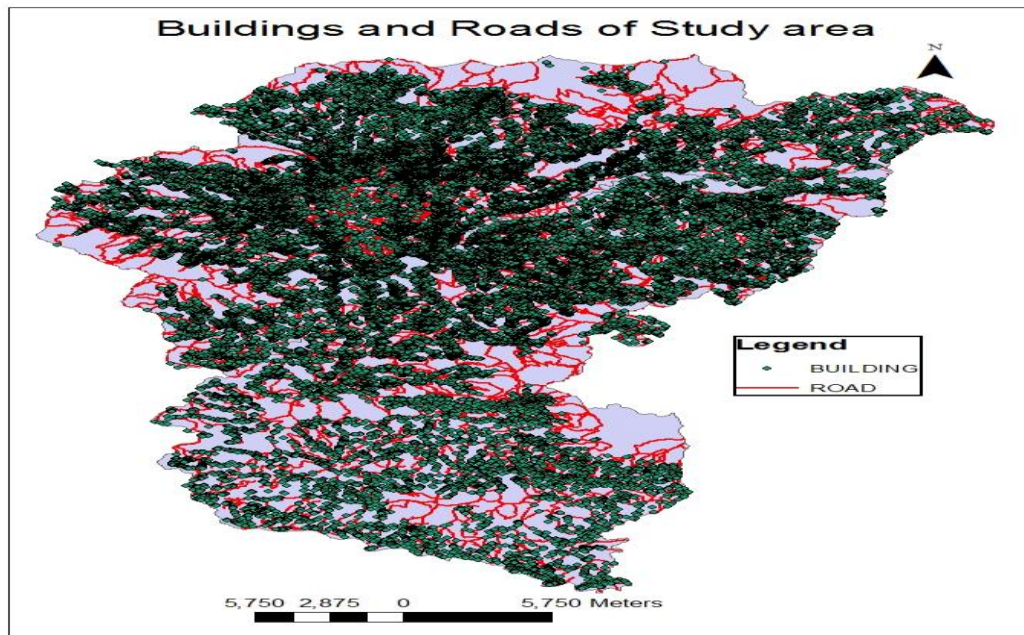 Buildings and Roads of Study area
N
Legend
BUILDING
ROAD
5,750 2,875 0 5,750 Meters